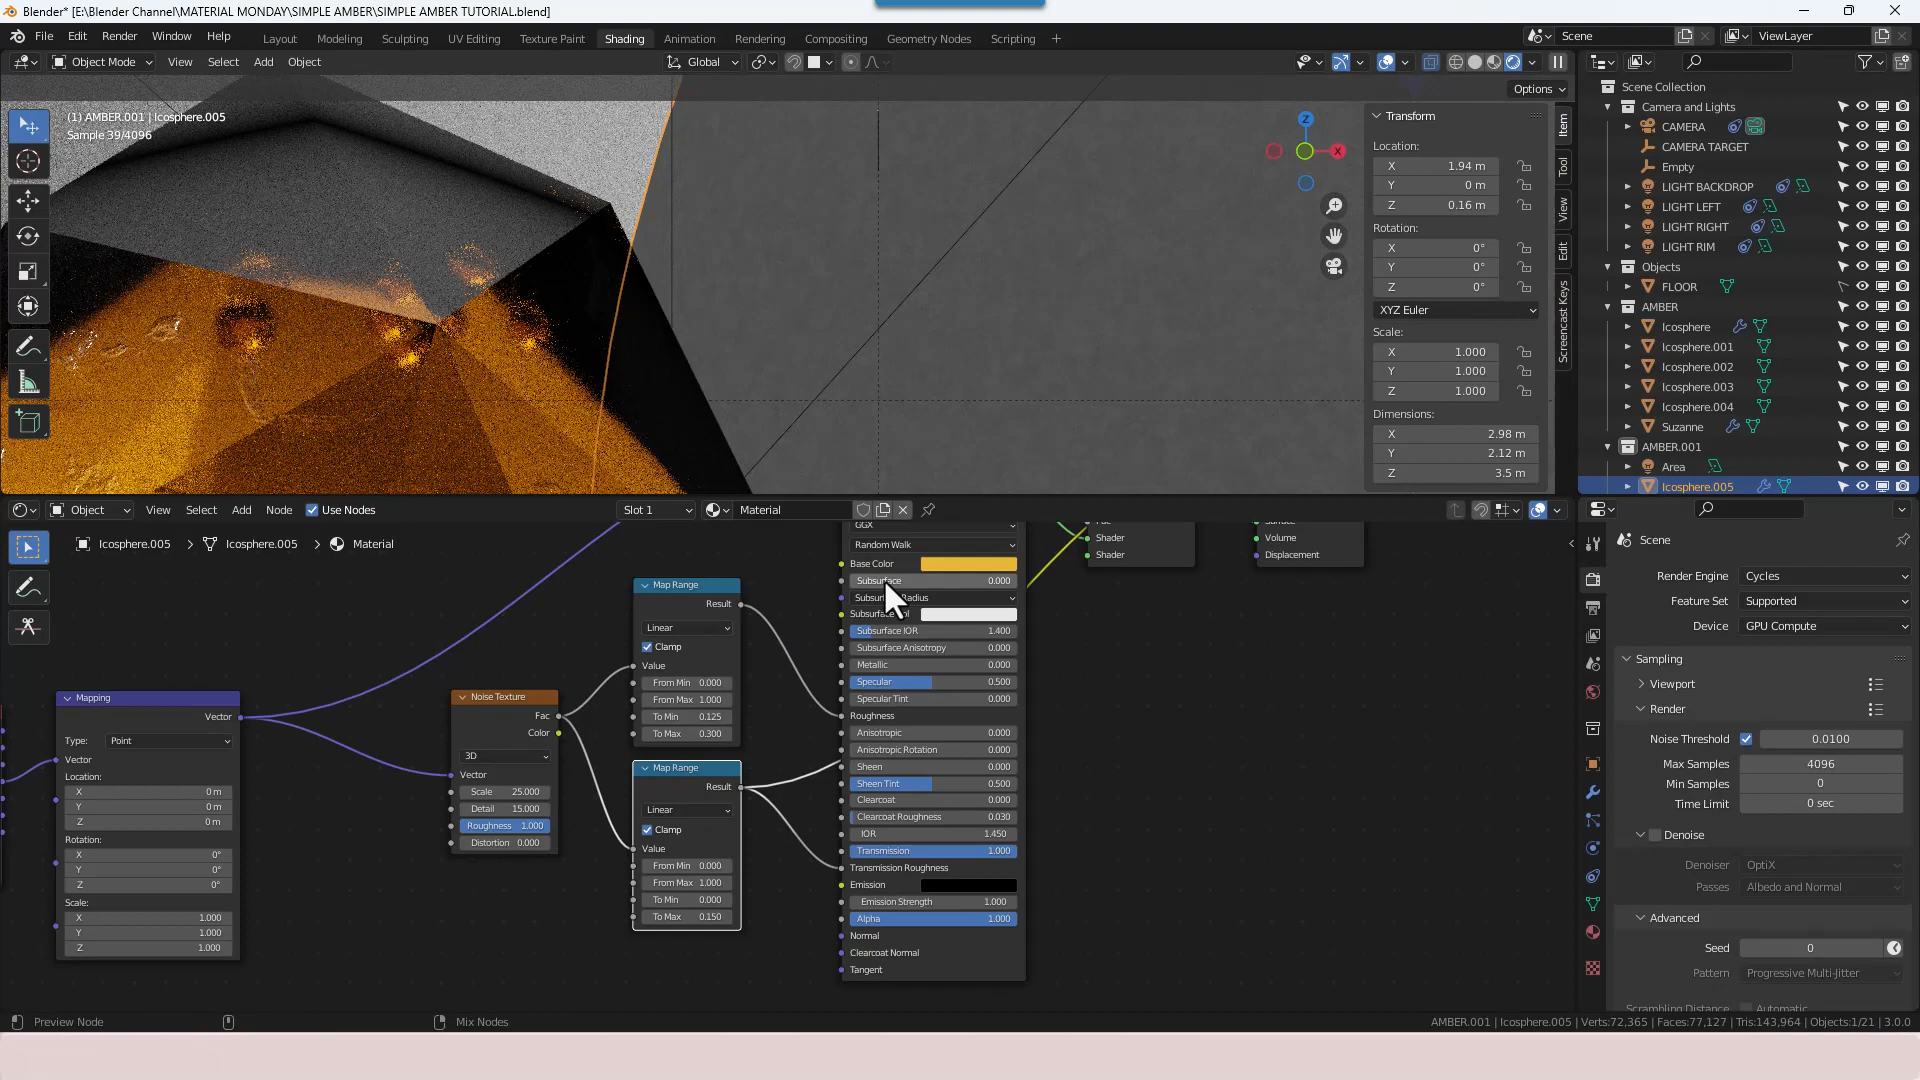 Blender* [E:\Blender Channel\MATERIAL MONDAY\SIMPLE AMBER\SIMPLE AMBER TUTORIAL.blend]
File Edit Render Window Help
Layout Modeling Sculpting UV Editing Texture Paint Shading Animation Rendering Compositing Geometry Nodes Scripting +
Scene
ViewLayer
Object Mode View Select Add Object
Global
Options
(1) AMBER.001 | Icosphere.005
Sample 39/4096
Z
X
Transform
Location:
X 1.94 m
Y 0 m
Z 0.16 m
Rotation:
X 0°
Y 0°
Z 0°
XYZ Euler
Scale:
X 1.000
Y 1.000
Z 1.000
Dimensions:
X 2.98 m
Y 2.12 m
Z 3.5 m
Item
Tool
View
Edit
Screencast Keys
Scene Collection
Camera and Lights
CAMERA
CAMERA TARGET
Empty
LIGHT BACKDROP
LIGHT LEFT
LIGHT RIGHT
LIGHT RIM
Objects
FLOOR
AMBER
Icosphere
Icosphere.001
Icosphere.002
Icosphere.003
Icosphere.004
Suzanne
AMBER.001
Area
Icosphere.005
Object View Select Add Node Use Nodes
Slot 1
Material
Icosphere.005 > Icosphere.005 > Material
Mapping
Vector
Type: Point
Vector
Location:
X 0 m
Y 0 m
Z 0 m
Rotation:
X 0°
Y 0°
Z 0°
Scale:
X 1.000
Y 1.000
Z 1.000
Noise Texture
Fac
Color
3D
Vector
Scale 25.000
Detail 15.000
Roughness 1.000
Distortion 0.000
Map Range
Result
Linear
Clamp
Value
From Min 0.000
From Max 1.000
To Min 0.125
To Max 0.300
Map Range
Result
Linear
Clamp
Value
From Min 0.000
From Max 1.000
To Min 0.000
To Max 0.150
GGX
Random Walk
Base Color
Subsurface 0.000
Subsurface IOR 1.400
Subsurface Anisotropy 0.000
Metallic 0.000
Specular 0.500
Specular Tint 0.000
Roughness
Anisotropic 0.000
Anisotropic Rotation 0.000
Sheen 0.000
Sheen Tint 0.500
Clearcoat 0.000
Clearcoat Roughness 0.030
IOR 1.450
Transmission 1.000
Transmission Roughness
Emission
Emission Strength 1.000
Alpha 1.000
Normal
Clearcoat Normal
Tangent
Shader
Shader
Volume
Displacement
Scene
Render Engine Cycles
Feature Set Supported
Device GPU Compute
Sampling
Viewport
Render
Noise Threshold 0.0100
Max Samples 4096
Min Samples 0
Time Limit 0 sec
Denoise
Denoiser OptiX
Passes Albedo and Normal
Advanced
Seed 0
Pattern Progressive Multi-Jitter
Scrambling Distance Automatic
Preview Node
Mix Nodes
AMBER.001 | Icosphere.005 | Verts:72,365 | Faces:77,127 | Tris:143,964 | Objects:1/21 | 3.0.0